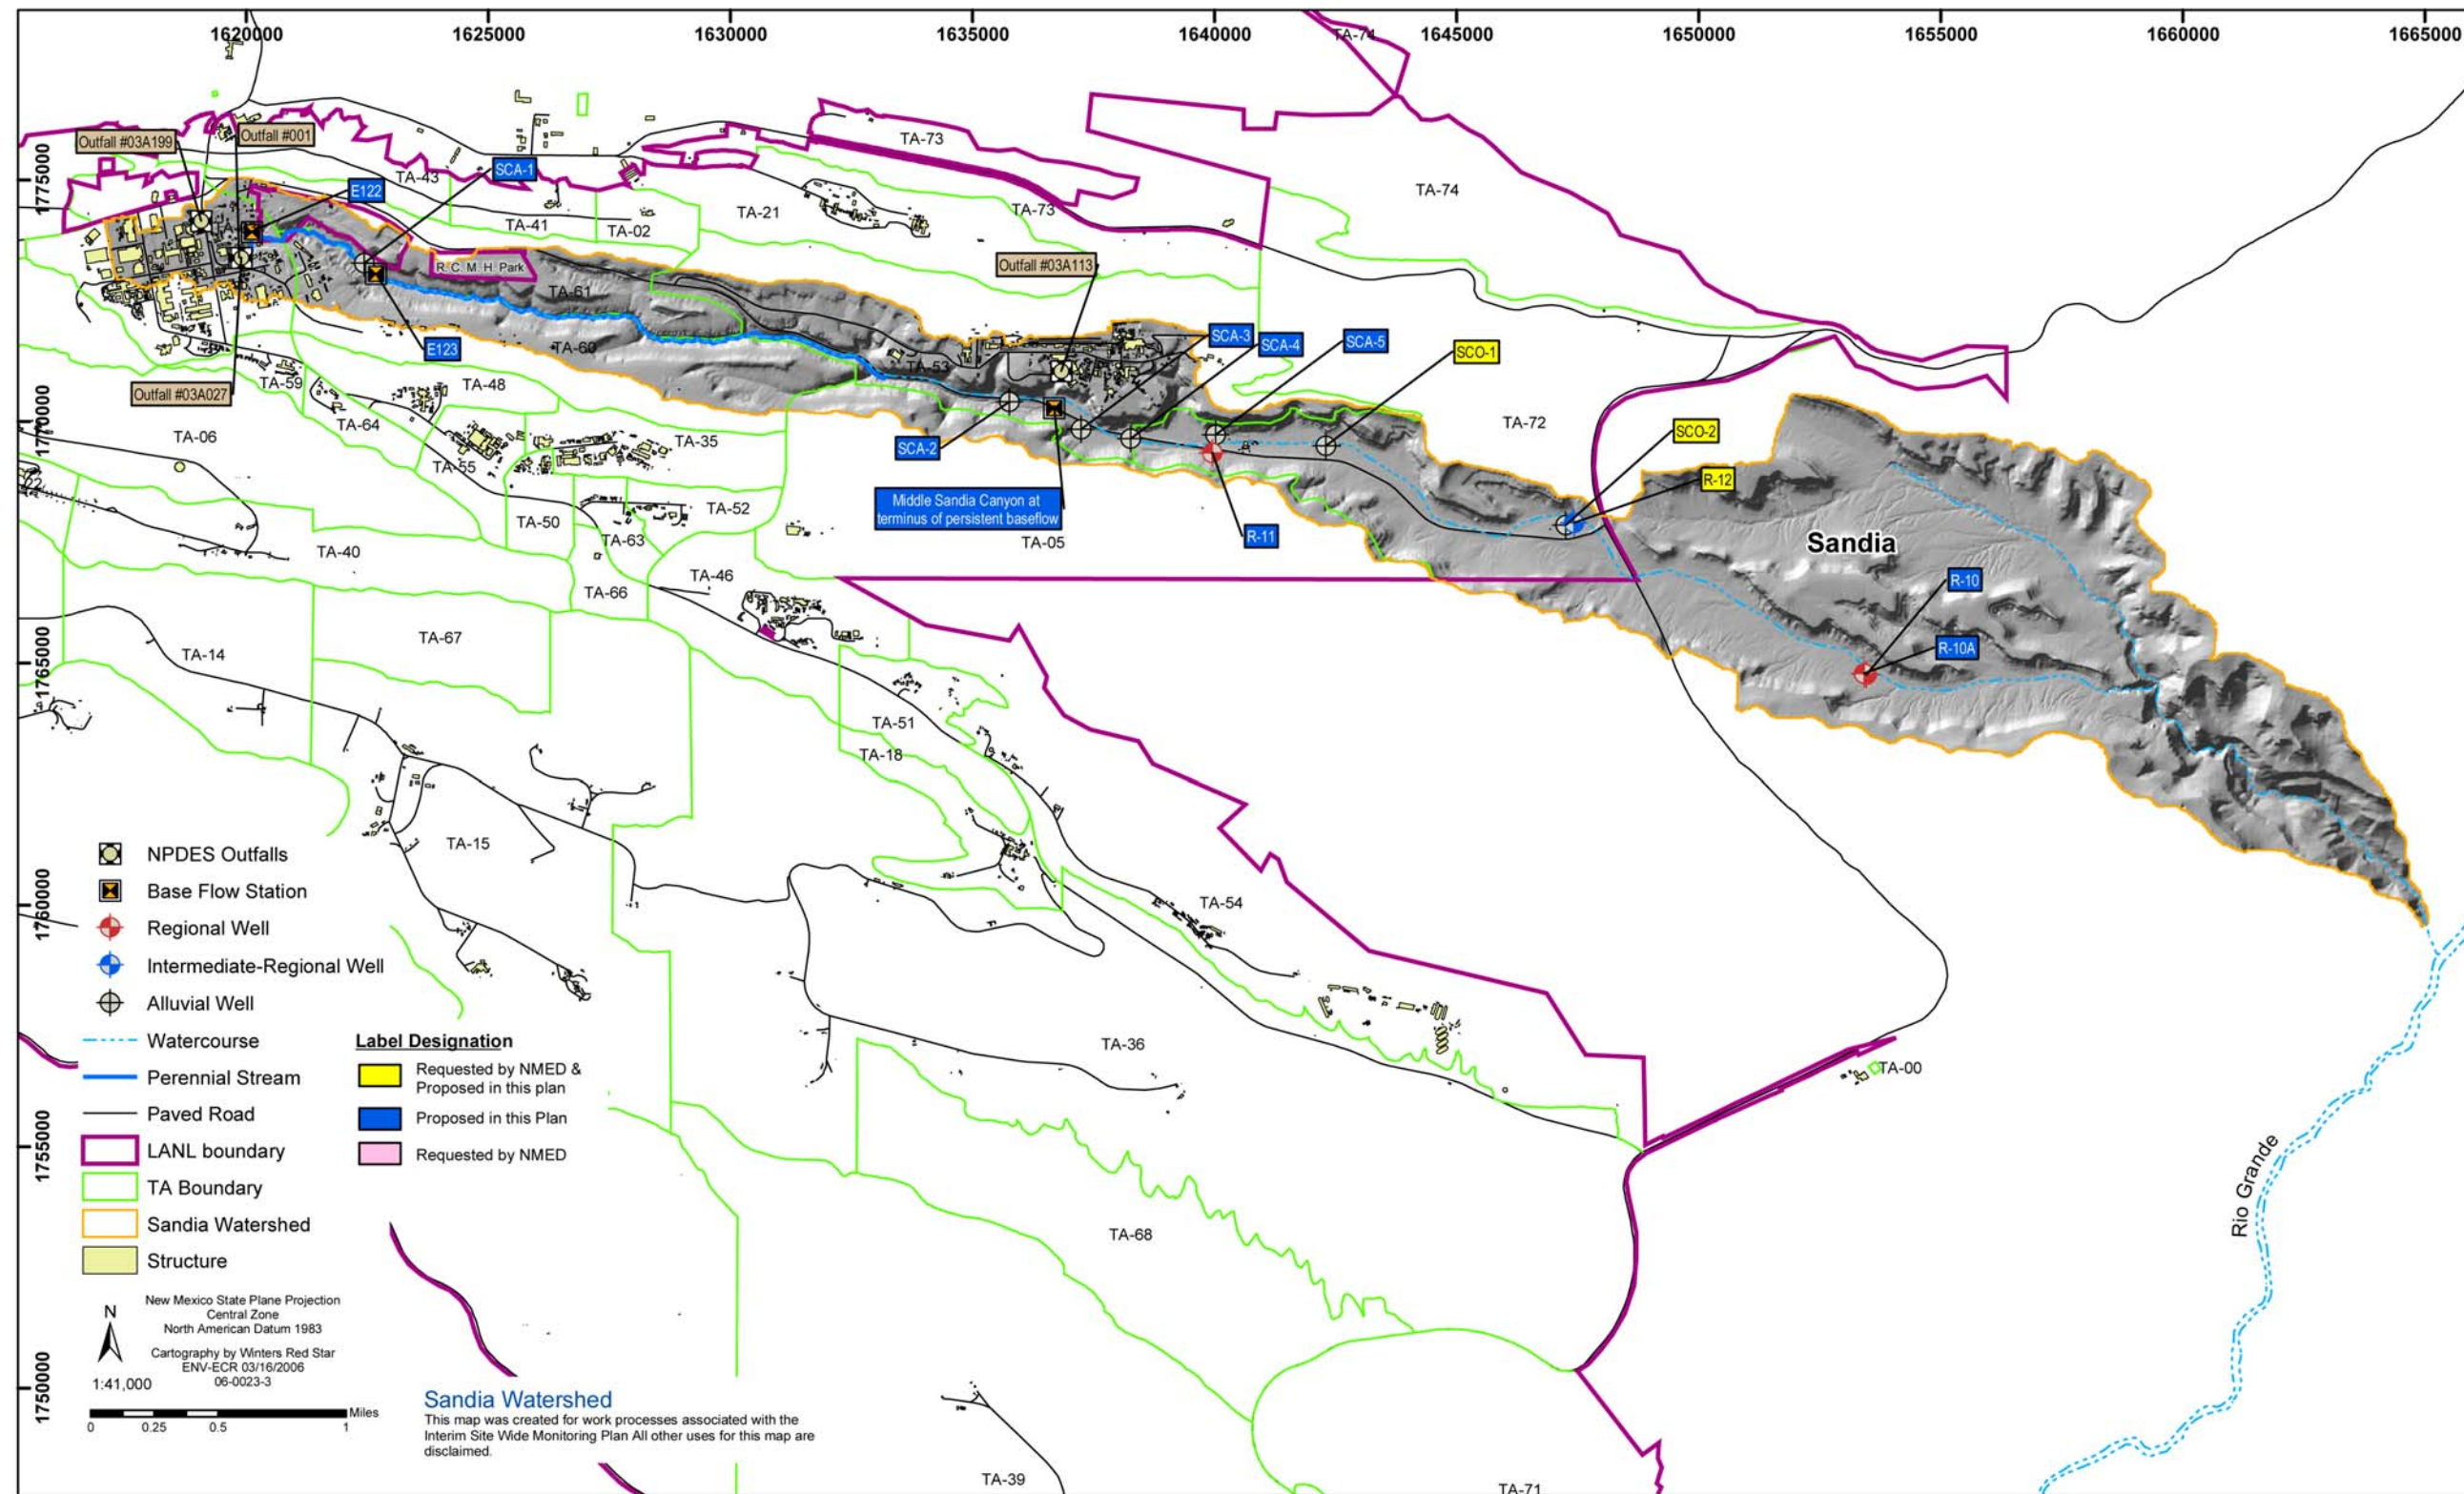 1620000
1625000
1630000
1635000
1640000
1645000
1650000
1655000
1660000
1665000
TA-74
Outfall #03A199
Outfall #001
TA-73
1775000
SCA-1
TA-43
E122
TA-74
TA-21
TA-73
TA-41
TA-02
R. C. M. H. Park
Outfall #03A113
TA-61
SCA-3
SCA-4
SCA-5
SCO-1
E123
TA-60
TA-53
TA-59
TA-48
Outfall #03A027
1770000
TA-64
TA-72
TA-06
TA-35
SCA-2
SCO-2
TA-55
R-12
22
Middle Sandia Canyon at
terminus of persistent baseflow
TA-52
TA-50
R-11
TA-63
TA-05
Sandia
TA-40
TA-46
R-10
TA-66
TA-67
R-10A
TA-14
1765000
TA-51
TA-18
TA-15
TA-54
1760000
TA-36
TA-00
1755000
Rio Grande
TA-68
1750000
TA-39
TA-71
NPDES Outfalls
Base Flow Station
Regional Well
Intermediate-Regional Well
Alluvial Well
Watercourse
Perennial Stream
Paved Road
LANL boundary
TA Boundary
Sandia Watershed
Structure
Label Designation
Requested by NMED &
Proposed in this plan
Proposed in this Plan
Requested by NMED
N
New Mexico State Plane Projection
Central Zone
North American Datum 1983
Cartography by Winters Red Star
ENV-ECR 03/16/2006
06-0023-3
1:41,000
Miles
0 0.25 0.5 1
Sandia Watershed
This map was created for work processes associated with the
Interim Site Wide Monitoring Plan All other uses for this map are
disclaimed.